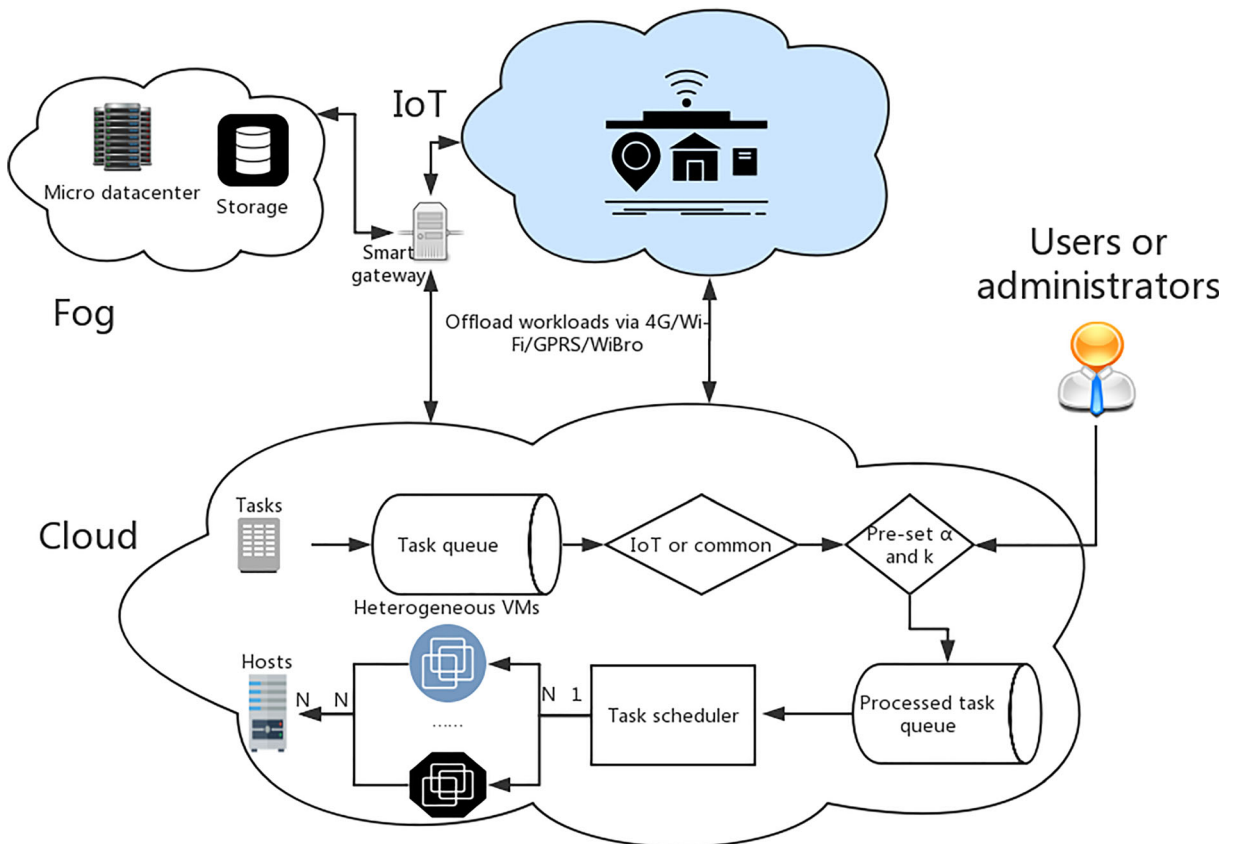 IoT
Micro datacenter
Storage
Smart
gateway
Fog
Users or
administrators
Offload workloads via 4G/Wi-
Fi/GPRS/WiBro
Cloud
Tasks
Task queue
IoT or common
Pre-set α
and k
Heterogeneous VMs
Hosts
N N
......
N 1
Task scheduler
Processed task
queue